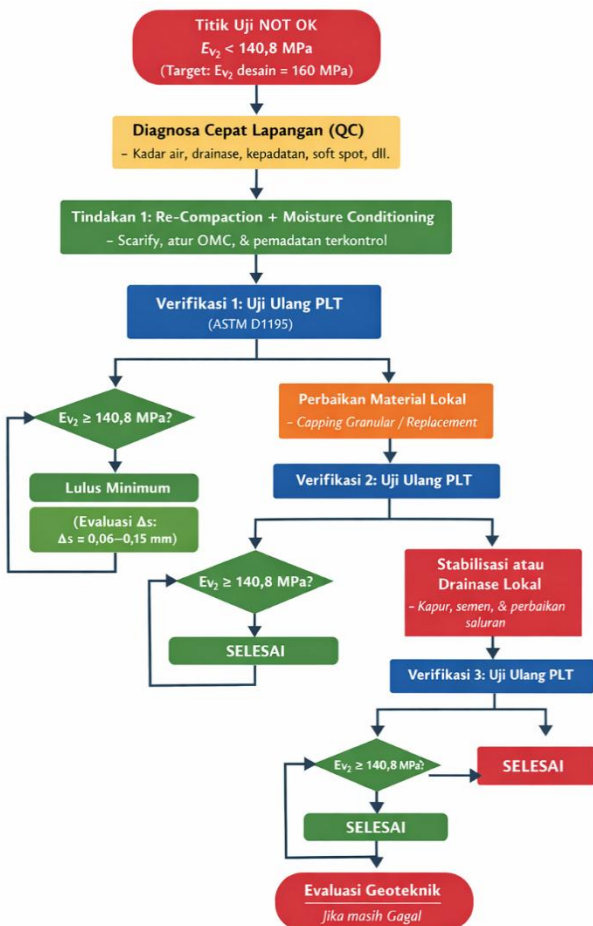 Titik Uji NOT OK
Ev₂ < 140,8 MPa
(Target: Ev₂ desain = 160 MPa)
Diagnosa Cepat Lapangan (QC)
– Kadar air, drainase, kepadatan, soft spot, dll.
Tindakan 1: Re-Compaction + Moisture Conditioning
– Scarify, atur OMC, & pemadatan terkontrol
Verifikasi 1: Uji Ulang PLT
(ASTM D1195)
Ev₂ ≥ 140,8 MPa?
Lulus Minimum
(Evaluasi Δs:
Δs = 0,06–0,15 mm)
Perbaikan Material Lokal
– Capping Granular / Replacement
Verifikasi 2: Uji Ulang PLT
Ev₂ ≥ 140,8 MPa?
SELESAI
Stabilisasi atau
Drainase Lokal
– Kapur, semen, & perbaikan
saluran
Verifikasi 3: Uji Ulang PLT
Ev₂ ≥ 140,8 MPa?
SELESAI
SELESAI
Evaluasi Geoteknik
Jika masih Gagal